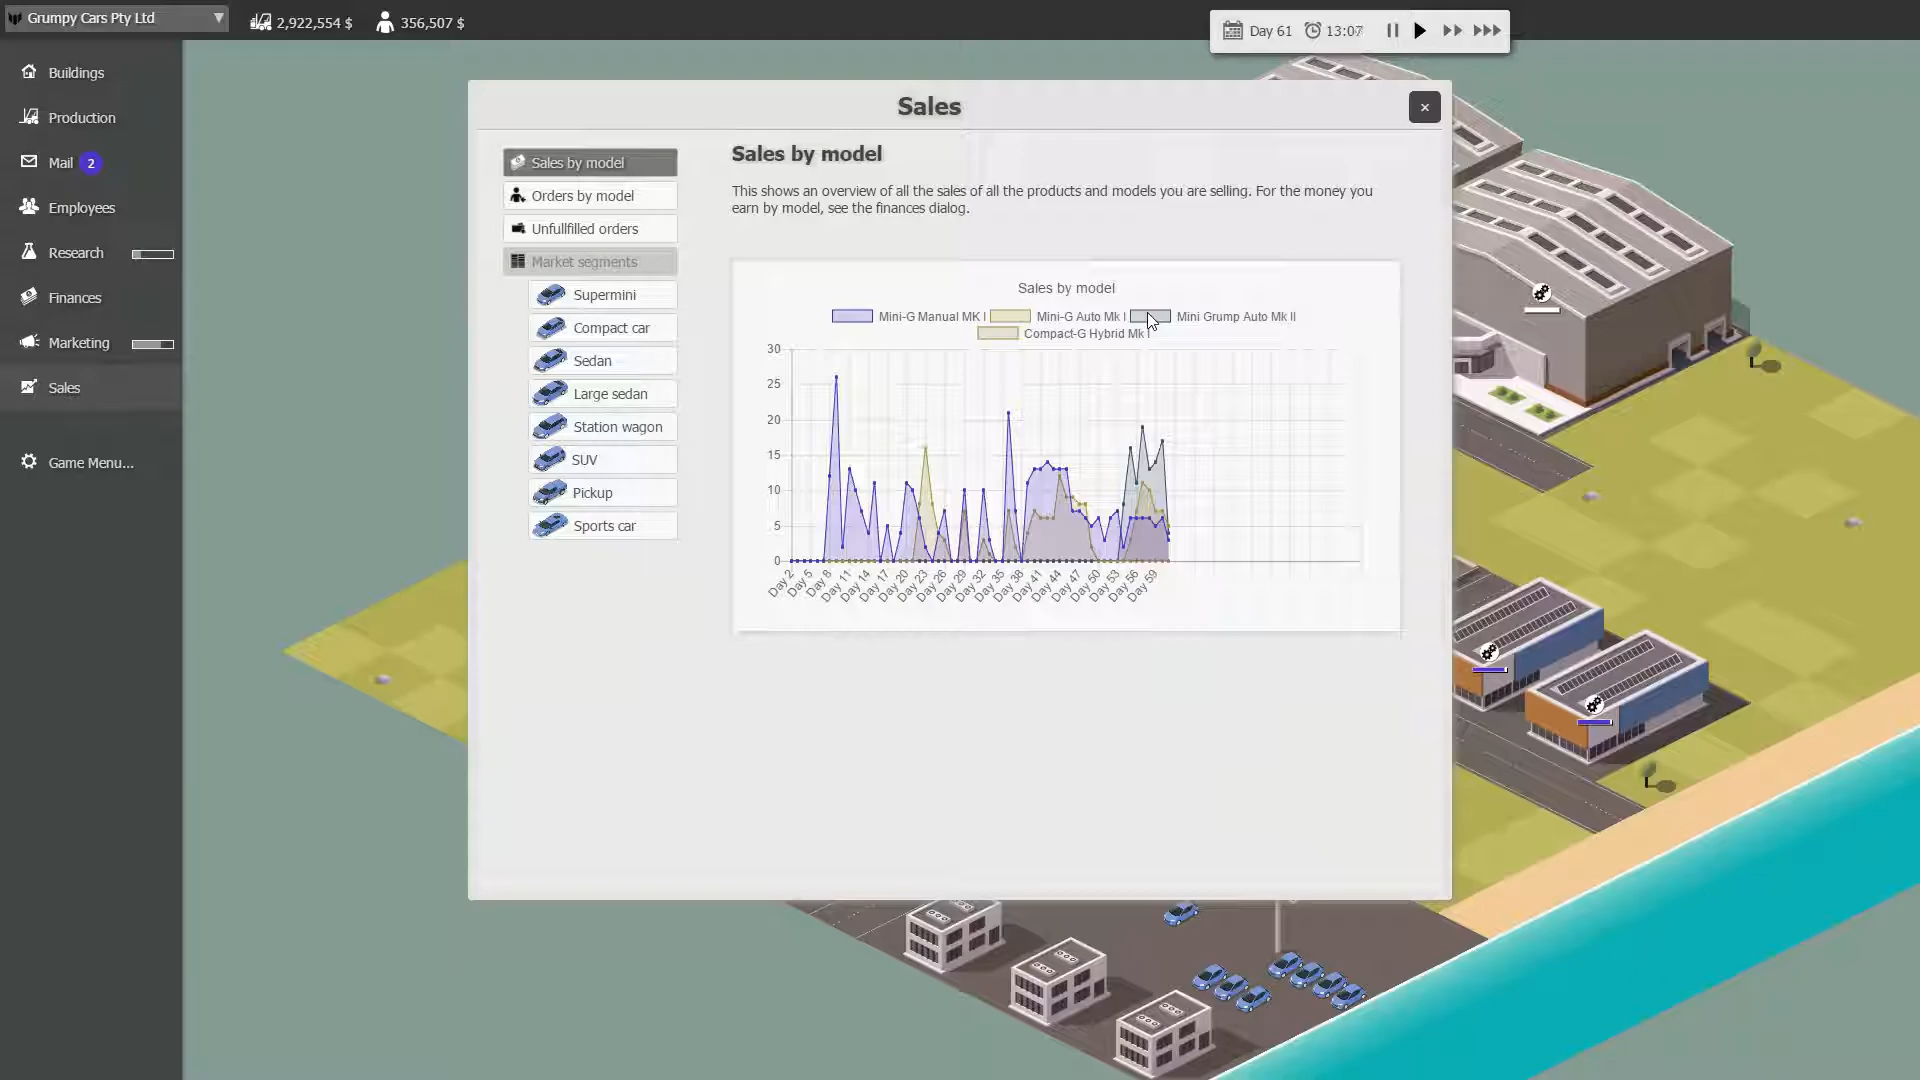 Grumpy Cars Pty Ltd
2,922,554 $
356,507 $
Day 61
13:07
Buildings
Production
Mail 2
Employees
Research
Finances
Marketing
Sales
Game Menu...
Sales
×
Sales by model
Orders by model
Unfullfilled orders
Market segments
Supermini
Compact car
Sedan
Large sedan
Station wagon
SUV
Pickup
Sports car
Sales by model
This shows an overview of all the sales of all the products and models you are selling. For the money you
earn by model, see the finances dialog.
Sales by model
Mini-G Manual MK I
Mini-G Auto Mk I
Mini Grump Auto Mk II
Compact-G Hybrid Mk I
30
25
20
15
10
5
0
Day 2
Day 5
Day 8
Day 11
Day 14
Day 17
Day 20
Day 23
Day 26
Day 29
Day 32
Day 35
Day 38
Day 41
Day 44
Day 47
Day 50
Day 53
Day 56
Day 59